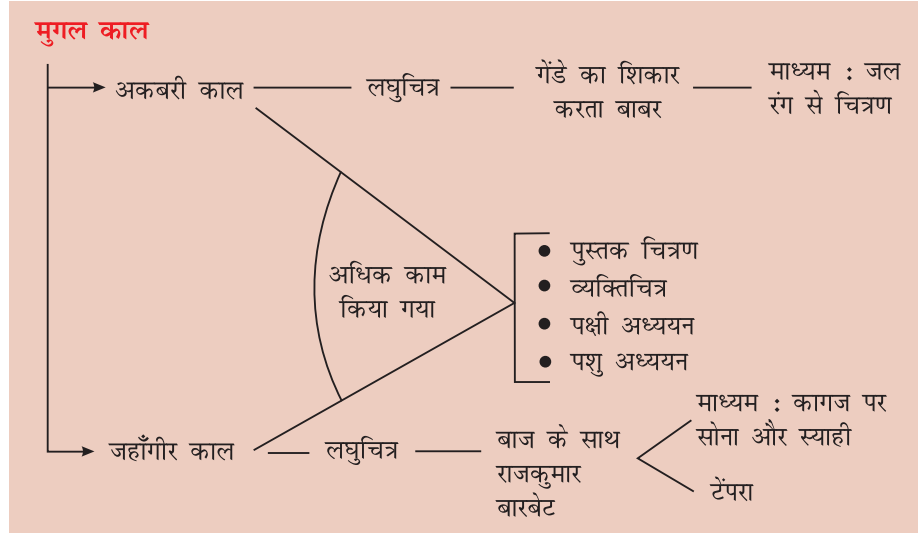 मुगल काल
अकबरी काल
लघुचित्र
गेंडे का शिकार
करता बाबर
माध्यम : जल
रंग से चित्रण
अधिक काम
किया गया
पुस्तक चित्रण
व्यक्तिचित्र
पक्षी अध्ययन
पशु अध्ययन
जहाँगीर काल
लघुचित्र
बाज के साथ
राजकुमार
बारबेट
माध्यम : कागज पर
सोना और स्याही
टेंपरा